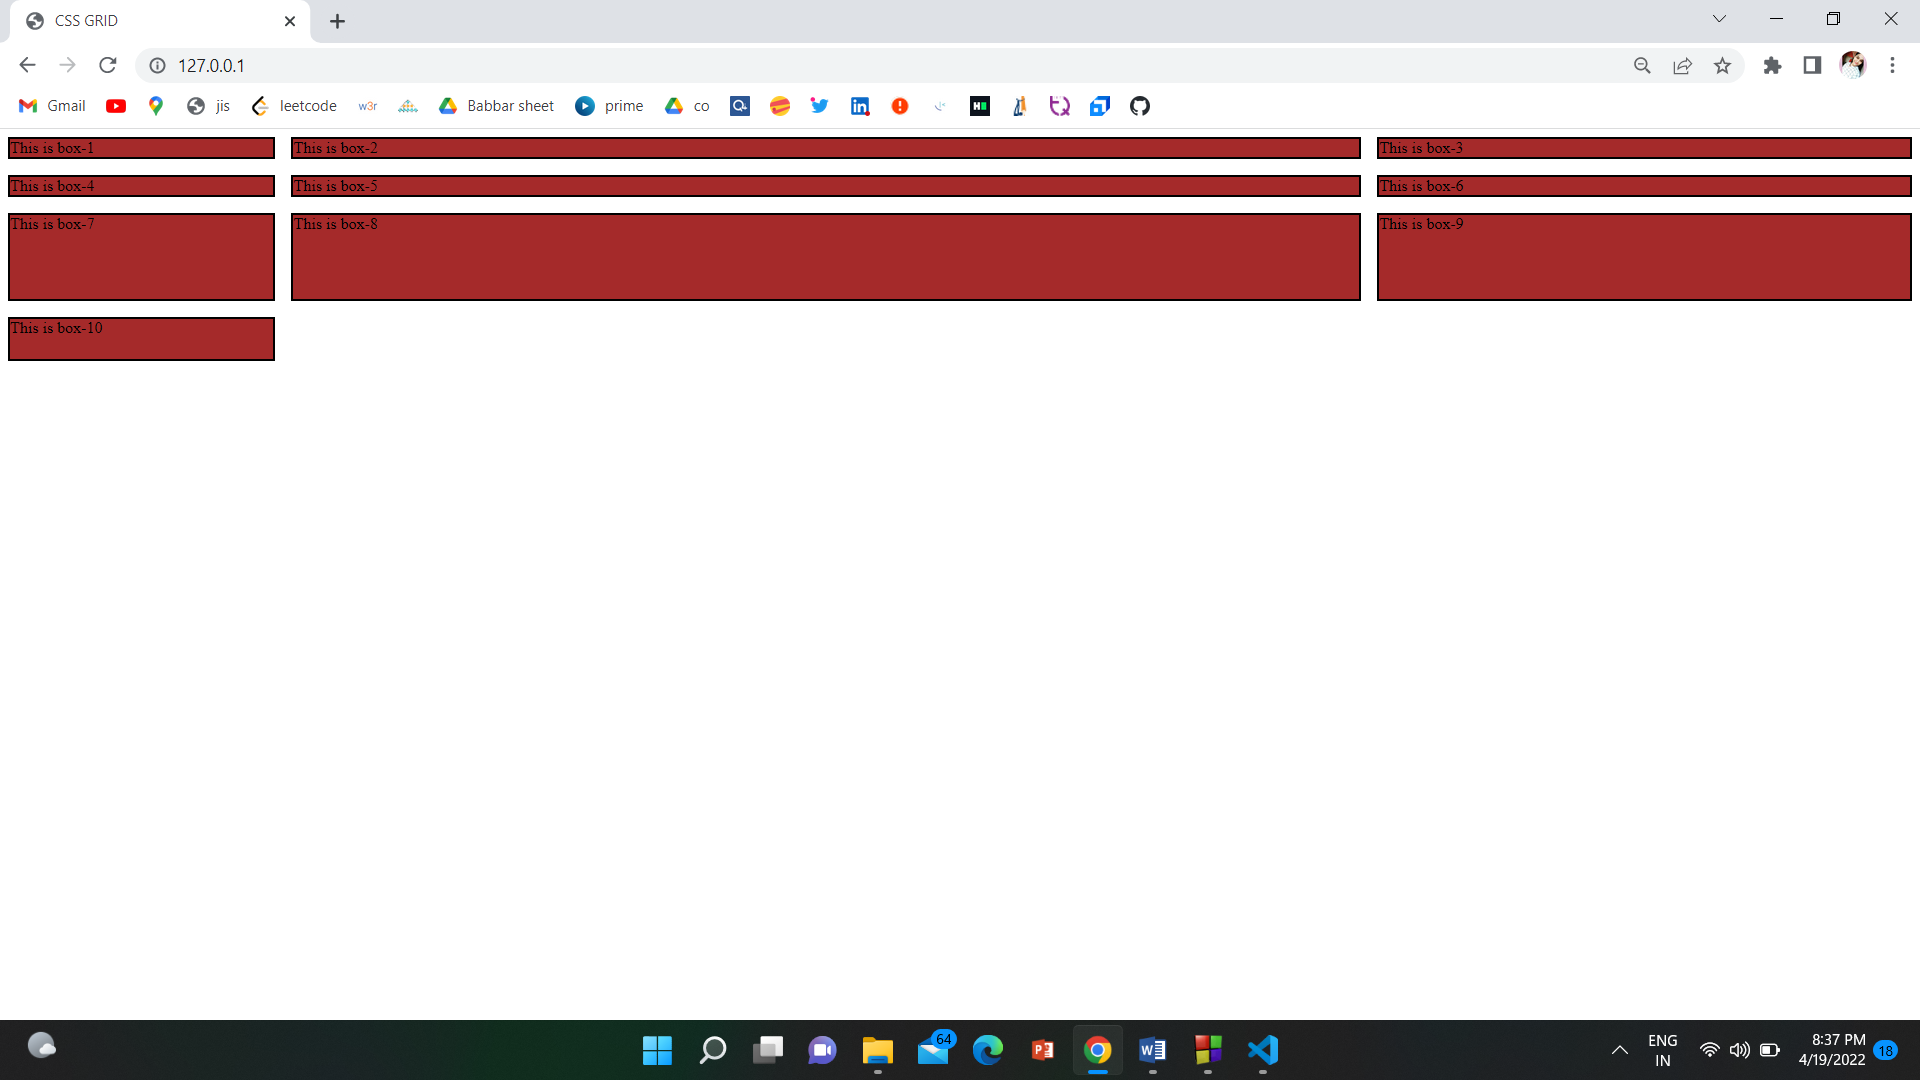 CSS GRID
127.0.0.1
Gmail jis leetcode w3r Babbar sheet prime co
This is box-1 This is box-2 This is box-3
This is box-4 This is box-5 This is box-6
This is box-7 This is box-8 This is box-9
This is box-10
64
ENG
IN
8:37 PM
4/19/2022
18